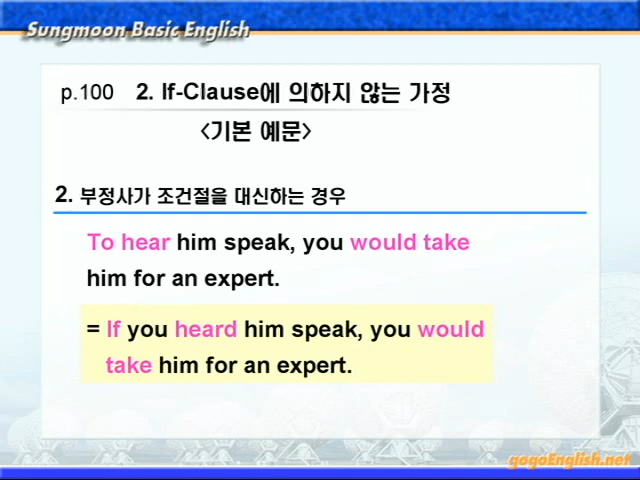 Sungmoon Basic English
p.100 2. If-Clause에 의하지 않는 가정
<기본 예문>
2. 부정사가 조건절을 대신하는 경우
To hear him speak, you would take
him for an expert.
= If you heard him speak, you would
take him for an expert.
gogoEnglish.net